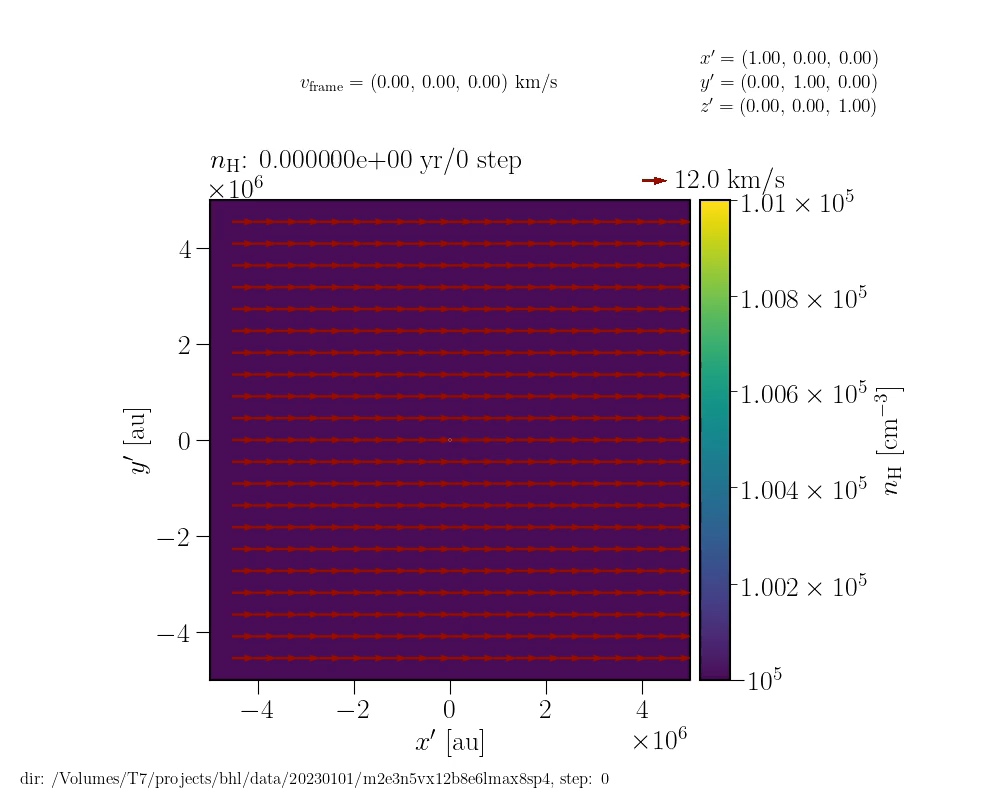 x′ = (1.00, 0.00, 0.00)
v_frame = (0.00, 0.00, 0.00) km/s
y′ = (0.00, 1.00, 0.00)
z′ = (0.00, 0.00, 1.00)
n_H: 0.000000e+00 yr/0 step
12.0 km/s
×10^6
1.01 × 10^5
4
1.008 × 10^5
2
1.006 × 10^5
y′ [au]
0
n_H [cm^−3]
1.004 × 10^5
−2
1.002 × 10^5
−4
10^5
−4 −2 0 2 4
x′ [au]
×10^6
dir: /Volumes/T7/projects/bhl/data/20230101/m2e3n5vx12b8e6lmax8sp4, step: 0